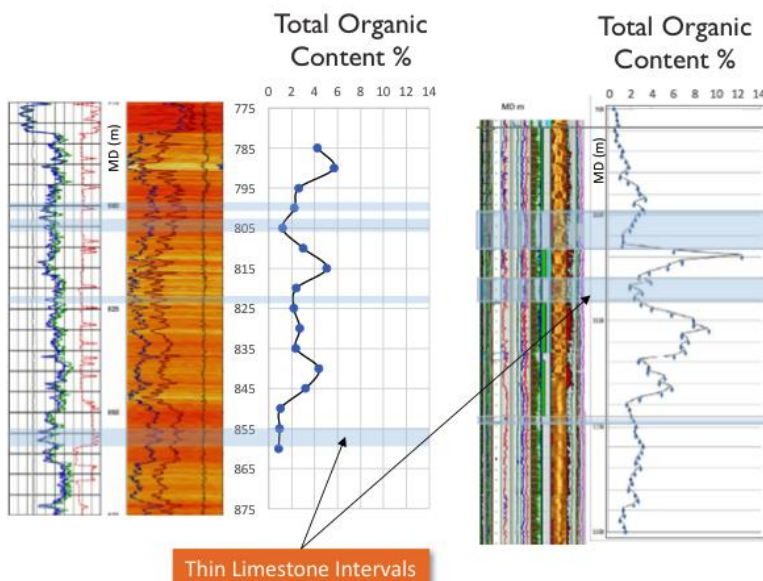 Total Organic
Content %
0 2 4 6 8 10 12 14
MD (m)
775
785
795
805
815
825
835
845
855
865
875
Total Organic
Content %
MD m
0 2 4 6 8 10 12 14
MD (m)
Thin Limestone Intervals